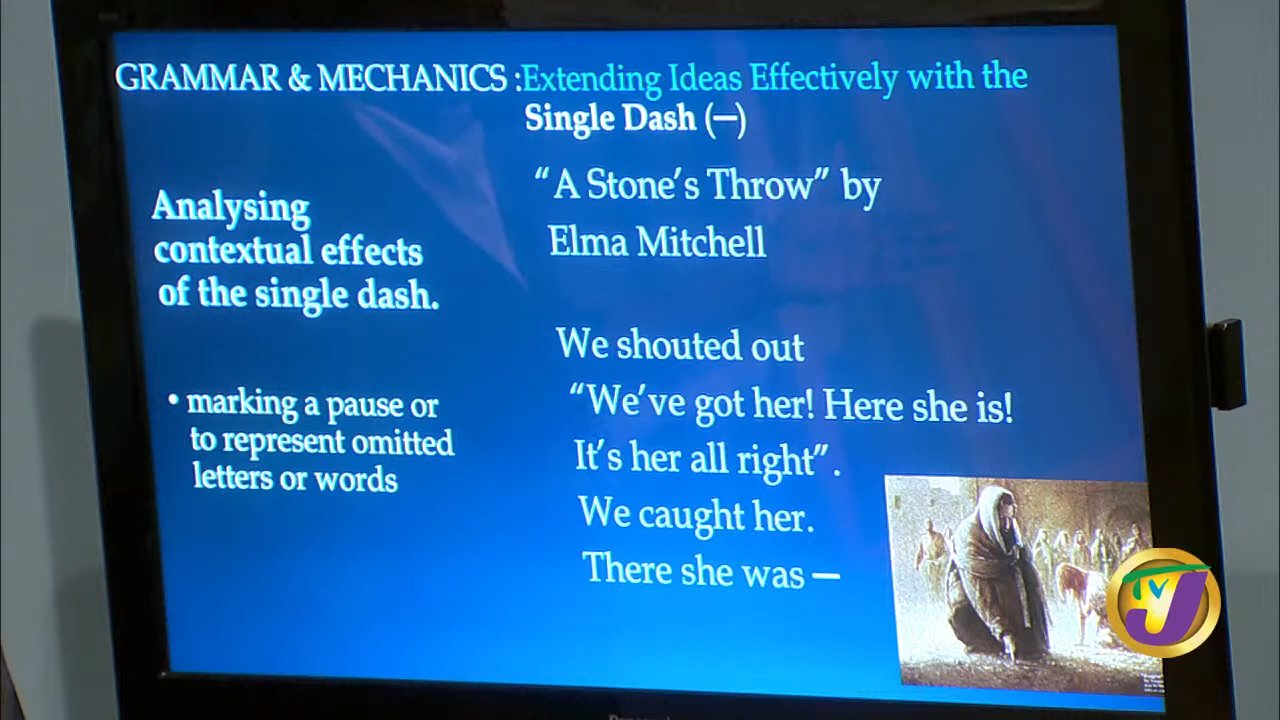 GRAMMAR & MECHANICS :Extending Ideas Effectively with the
Single Dash (—)
Analysing
contextual effects
of the single dash.
• marking a pause or
to represent omitted
letters or words
“A Stone’s Throw” by
Elma Mitchell
We shouted out
“We’ve got her! Here she is!
It’s her all right”.
We caught her.
There she was —
TVJ